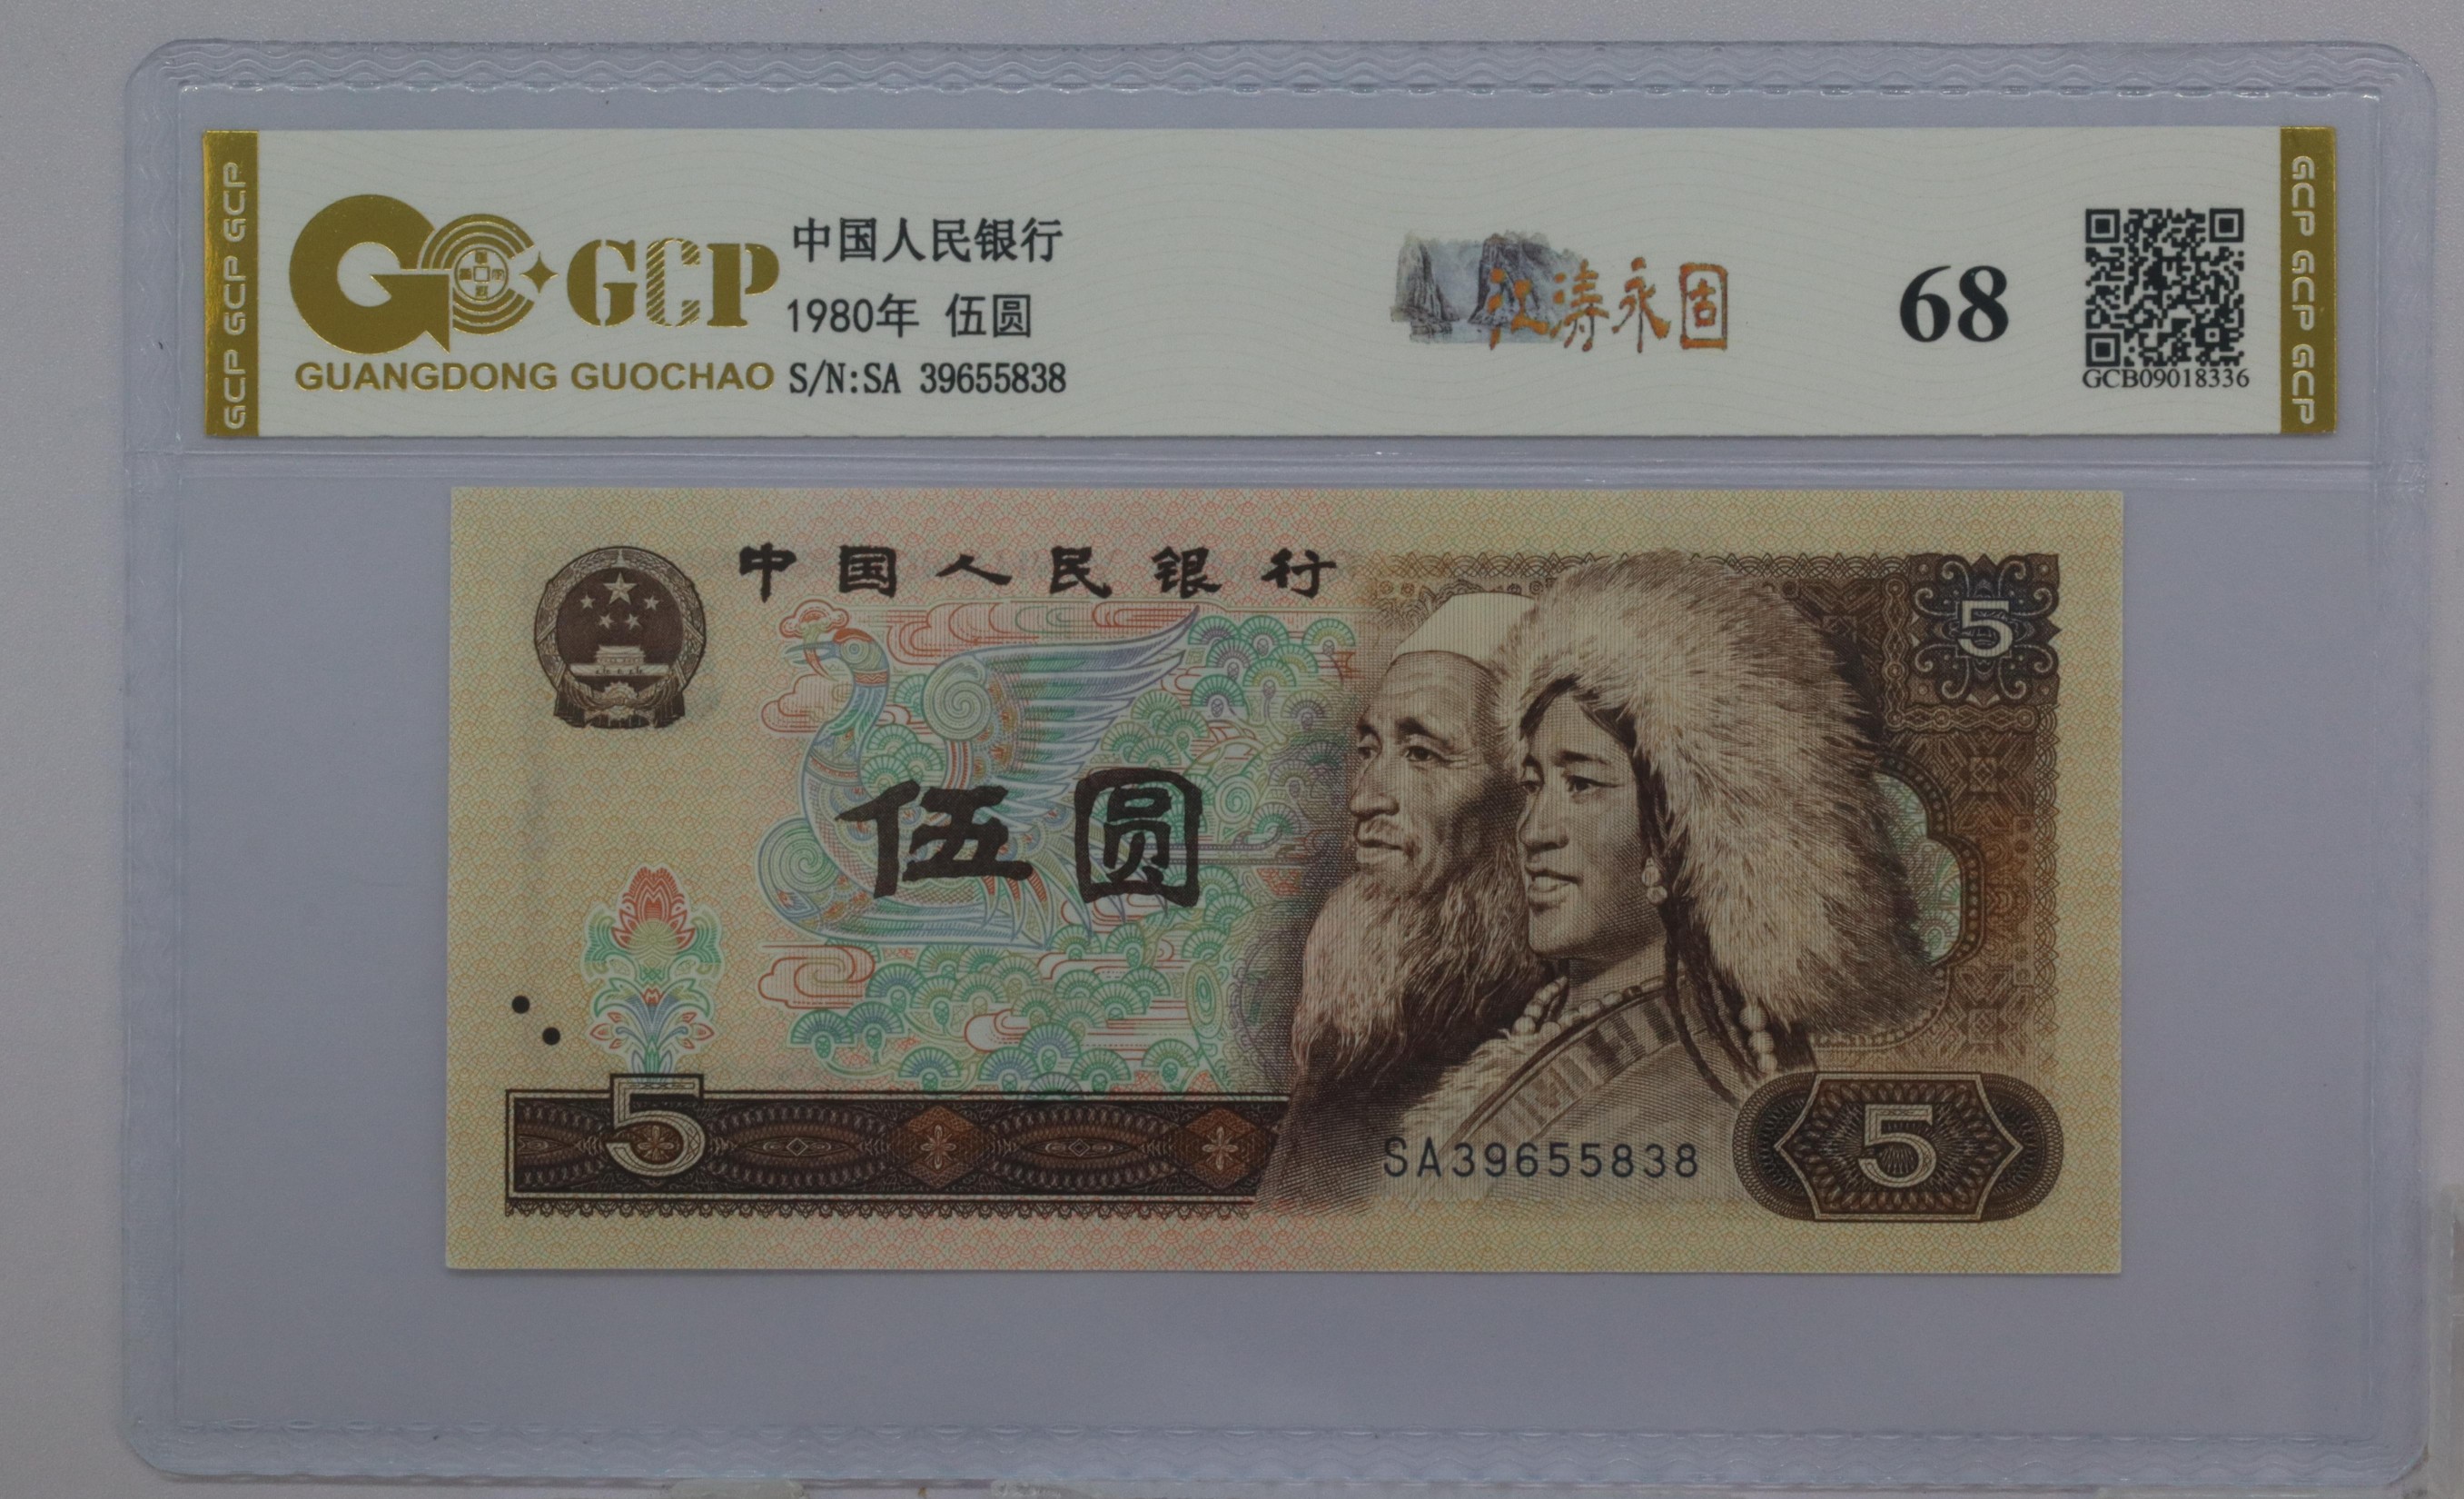 GCP GCP GCP
GCP
GUANGDONG GUOCHAO
中国人民银行
1980年 伍圆
S/N:SA 39655838
江涛永固
68
GCB09018336
GCP GCP GCP
中国人民银行
5
伍圆
5
SA39655838
5